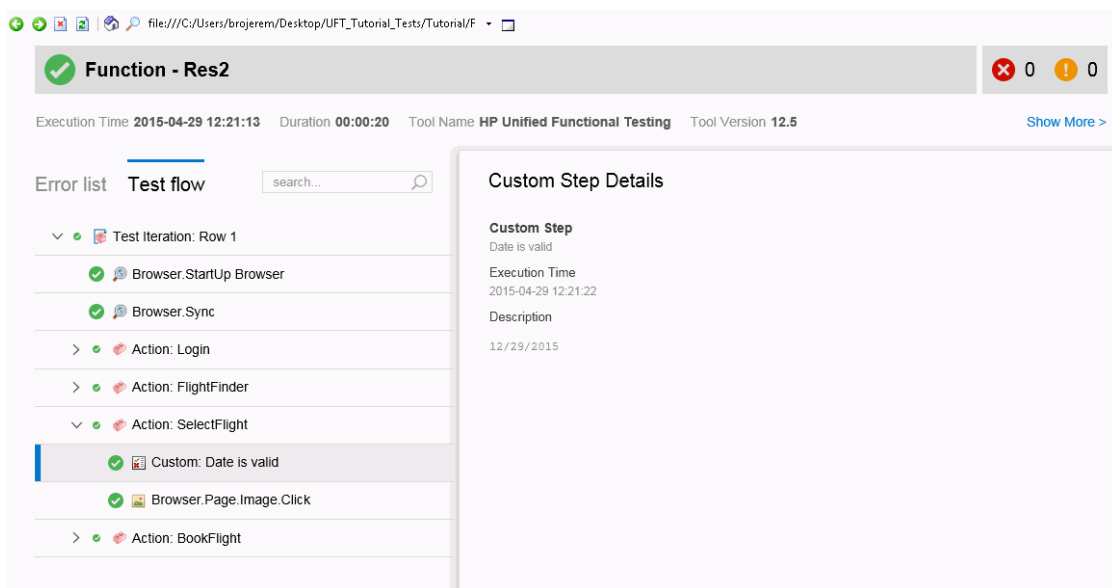 file:///C:/Users/brojerem/Desktop/UFT_Tutorial_Tests/Tutorial/F
Function - Res2
0 0
Execution Time 2015-04-29 12:21:13 Duration 00:00:20 Tool Name HP Unified Functional Testing Tool Version 12.5 Show More >
Error list Test flow search...
Test Iteration: Row 1
Browser.StartUp Browser
Browser.Sync
Action: Login
Action: FlightFinder
Action: SelectFlight
Custom: Date is valid
Browser.Page.Image.Click
Action: BookFlight
Custom Step Details
Custom Step
Date is valid
Execution Time
2015-04-29 12:21:22
Description
12/29/2015